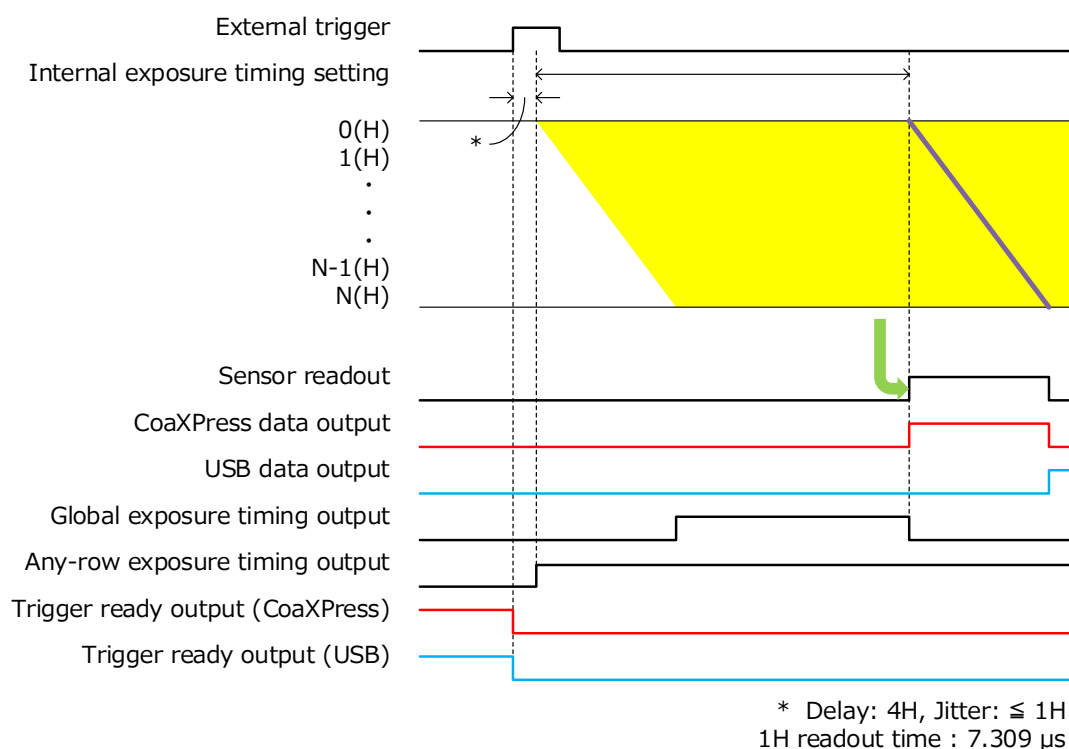 External trigger
Internal exposure timing setting
*
0(H)
1(H)
・
・
・
N-1(H)
N(H)
Sensor readout
CoaXPress data output
USB data output
Global exposure timing output
Any-row exposure timing output
Trigger ready output (CoaXPress)
Trigger ready output (USB)
* Delay: 4H, Jitter: ≦ 1H
1H readout time : 7.309 μs